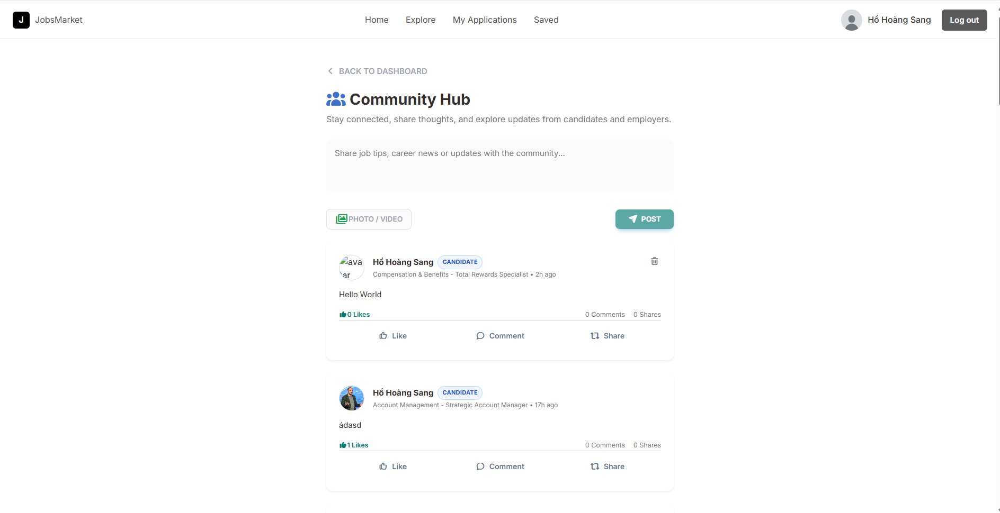 J JobsMarket Home Explore My Applications Saved Hồ Hoàng Sang Log out
BACK TO DASHBOARD
Community Hub
Stay connected, share thoughts, and explore updates from candidates and employers.
Share job tips, career news or updates with the community...
PHOTO / VIDEO POST
avatar
Hồ Hoàng Sang CANDIDATE
Compensation & Benefits - Total Rewards Specialist • 2h ago
Hello World
0 Likes 0 Comments 0 Shares
Like Comment Share
Hồ Hoàng Sang CANDIDATE
Account Management - Strategic Account Manager • 17h ago
ádasd
1 Likes 0 Comments 0 Shares
Like Comment Share